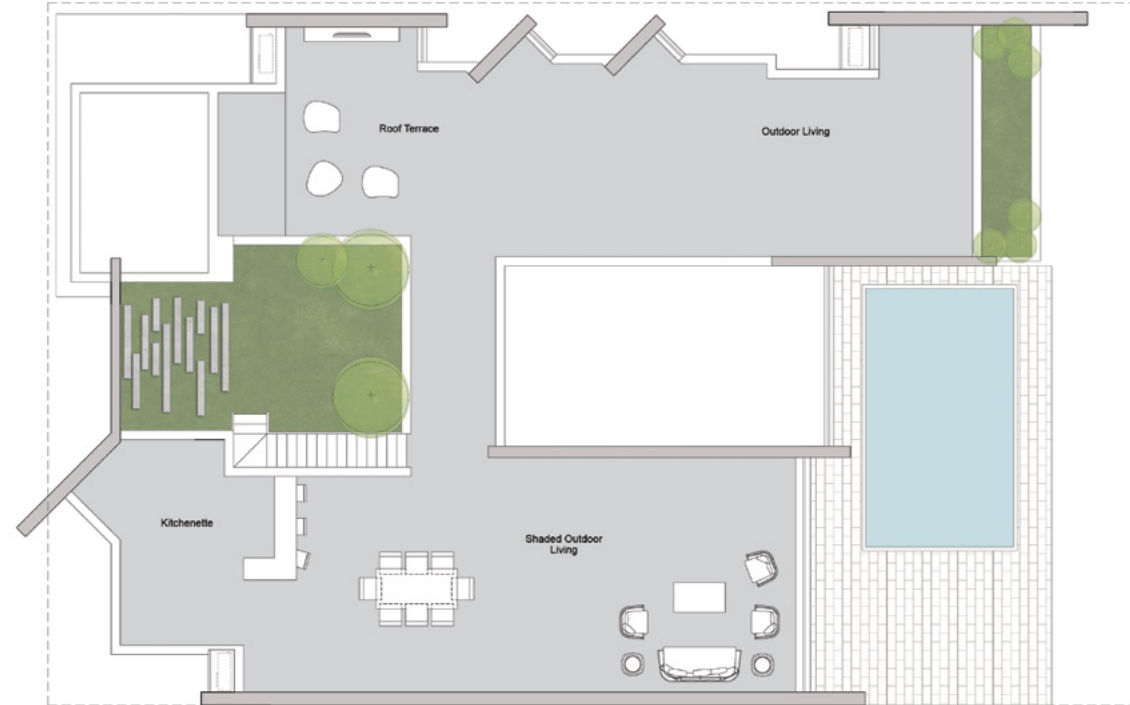 Roof Terrace
Outdoor Living
Kitchenette
Shaded Outdoor
Living